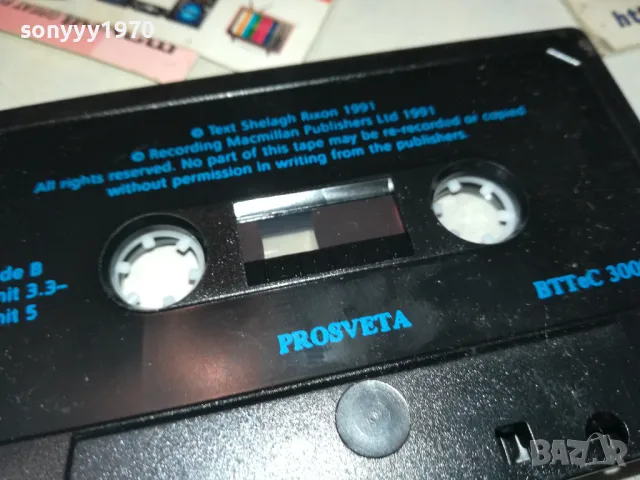 sonyyy1970
© Text Shelagh Rixon 1991
℗ Recording Macmillan Publishers Ltd 1991
All rights reserved. No part of this tape may be re-recorded or copied
without permission in writing from the publishers.
de B
nit 3.3–
nit 5
PROSVETA
BTTeC 300
BAZAR